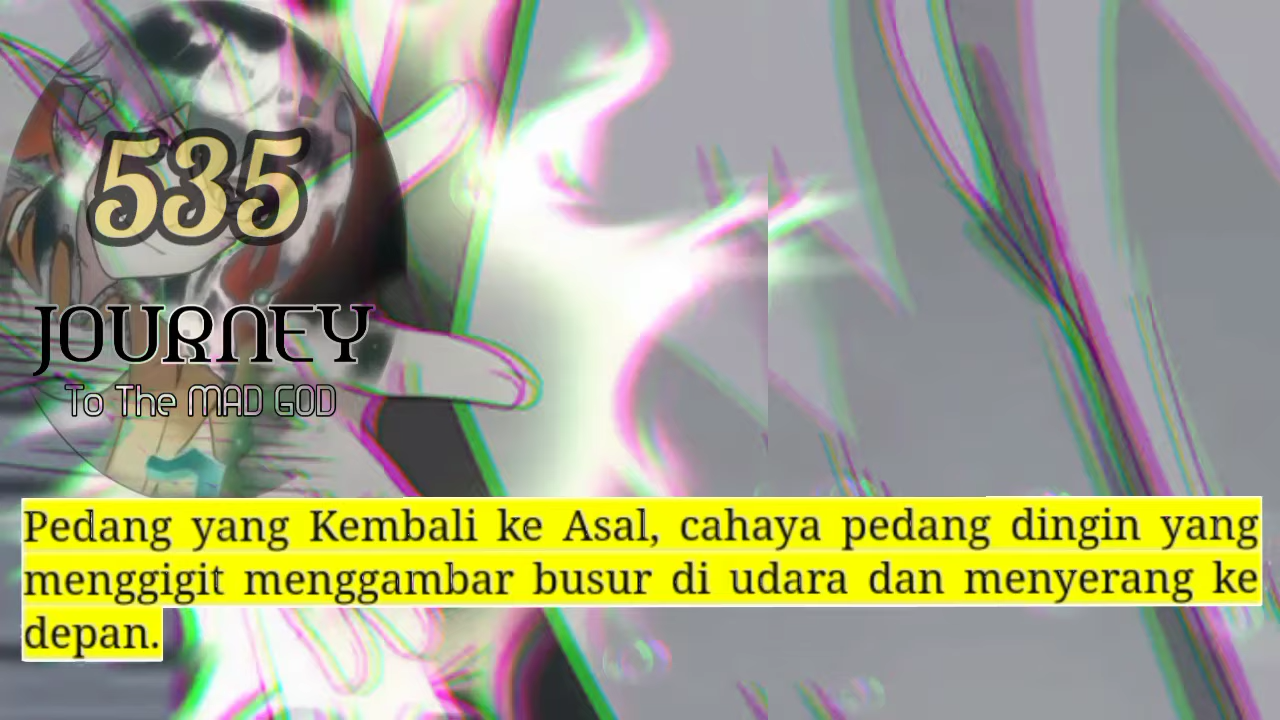 535
JOURNEY
To The MAD GOD
Pedang yang Kembali ke Asal, cahaya pedang dingin yang
menggigit menggambar busur di udara dan menyerang ke
depan.